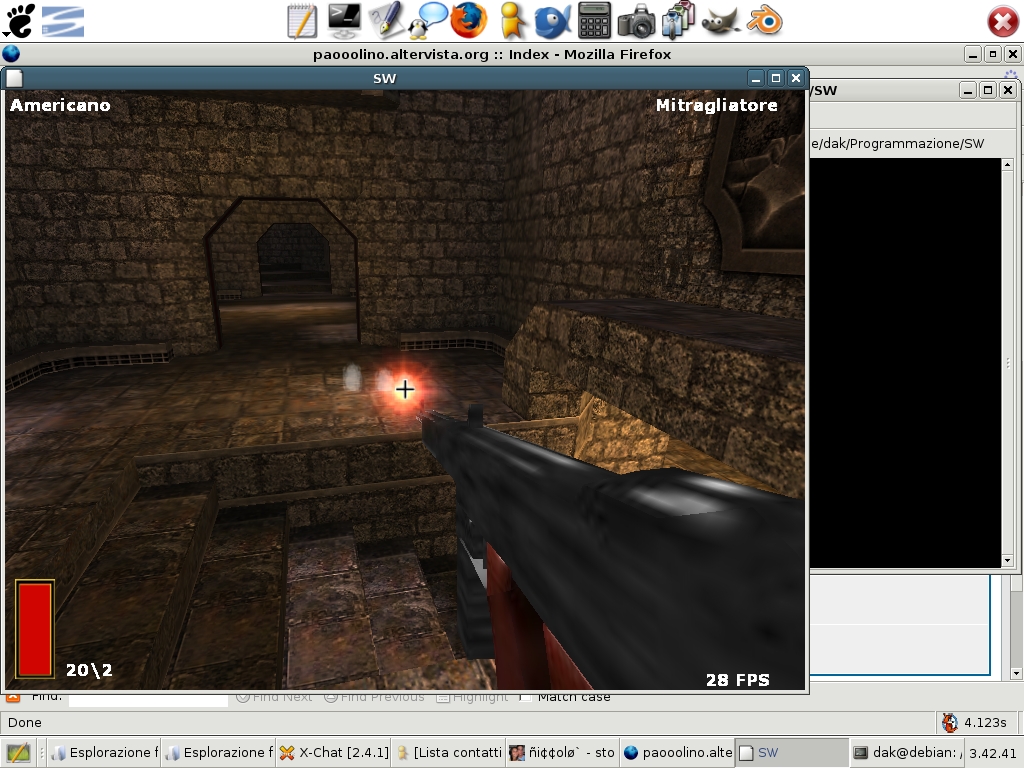 paooolino.altervista.org :: Index - Mozilla Firefox
SW
/SW
Americano
Mitragliatore
e/dak/Programmazione/SW
20\2
28 FPS
Find:
Find Next
Find Previous
Highlight
Match case
Done
4.123s
Esplorazione f
Esplorazione f
X-Chat [2.4.1]
[Lista contatti
ñi¢¢olø` - sto
paooolino.alte
SW
dak@debian: /
3.42.41